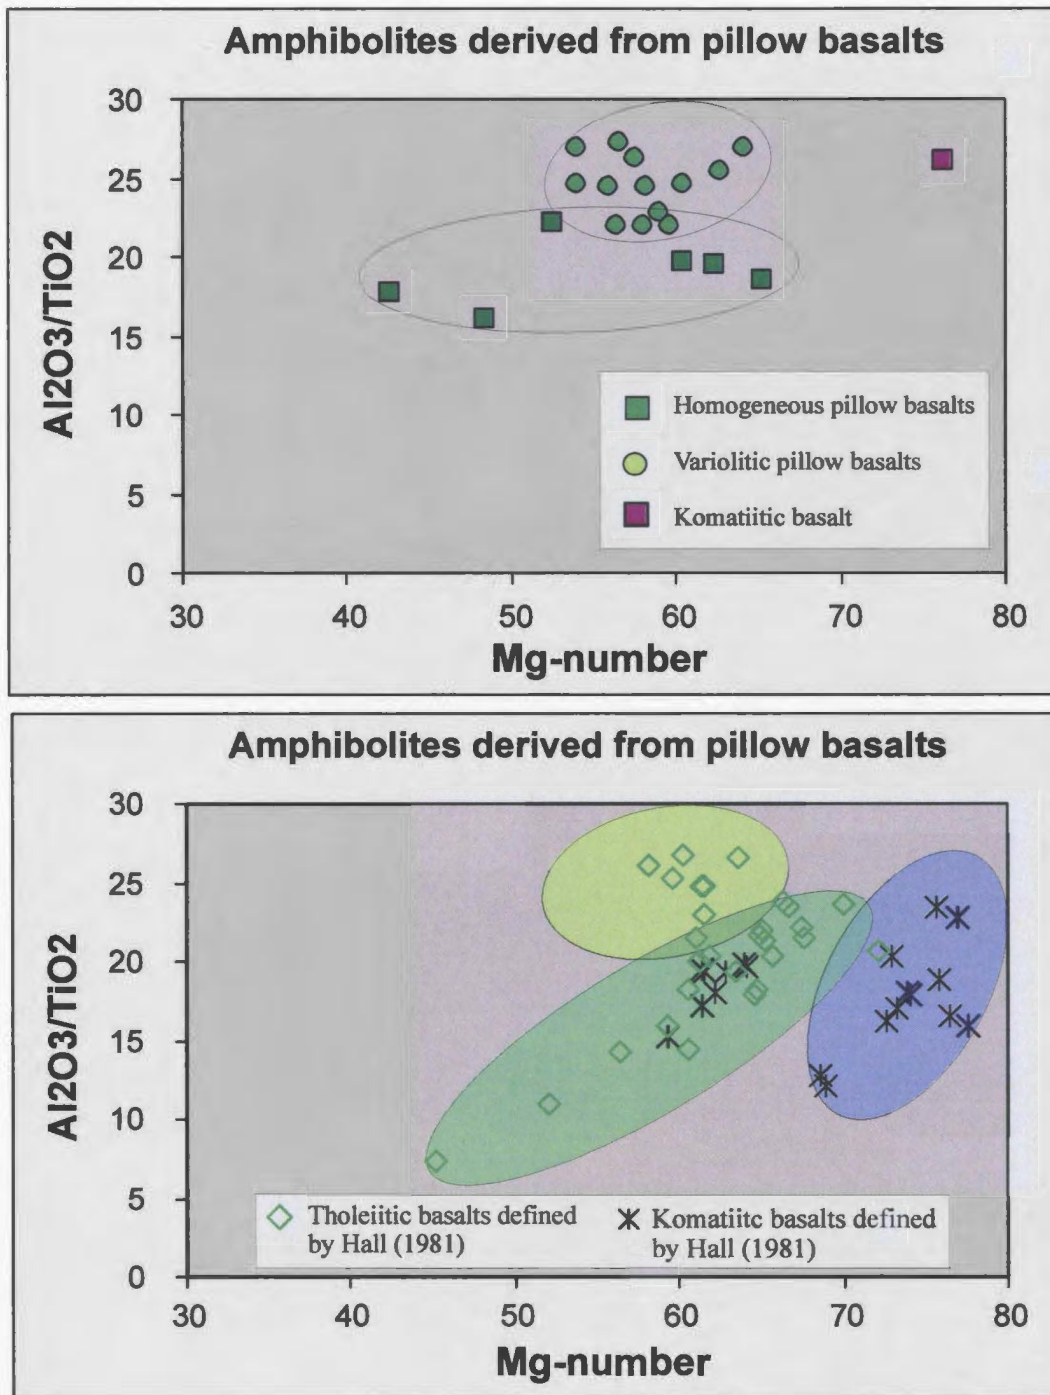 Amphibolites derived from pillow basalts
30
25
20
15
10
5
0
Al2O3/TiO2
Homogeneous pillow basalts
Variolitic pillow basalts
Komatiitic basalt
30 40 50 60 70 80
Mg-number
Amphibolites derived from pillow basalts
30
25
20
15
10
5
0
Al2O3/TiO2
Tholeiitic basalts defined
by Hall (1981)
Komatiitc basalts defined
by Hall (1981)
30 40 50 60 70 80
Mg-number